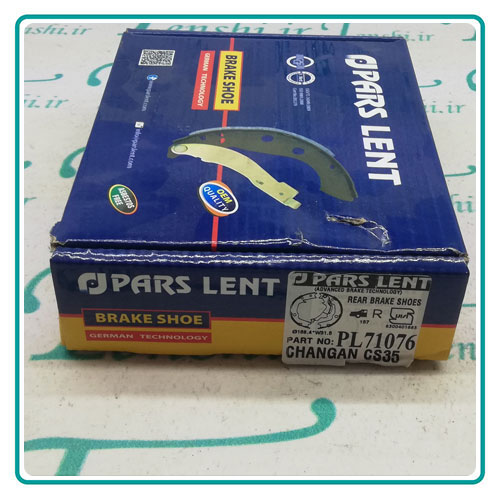 PARS LENT
BRAKE SHOE
GERMAN TECHNOLOGY
ASBESTOS FREE
OEM
QUALITY
PARS LENT
BRAKE SHOE
GERMAN TECHNOLOGY
PARS LENT
(ADVANCED BRAKE TECHNOLOGY)
REAR BRAKE SHOES
R
167
PART NO: PL71076
CHANGAN CS35